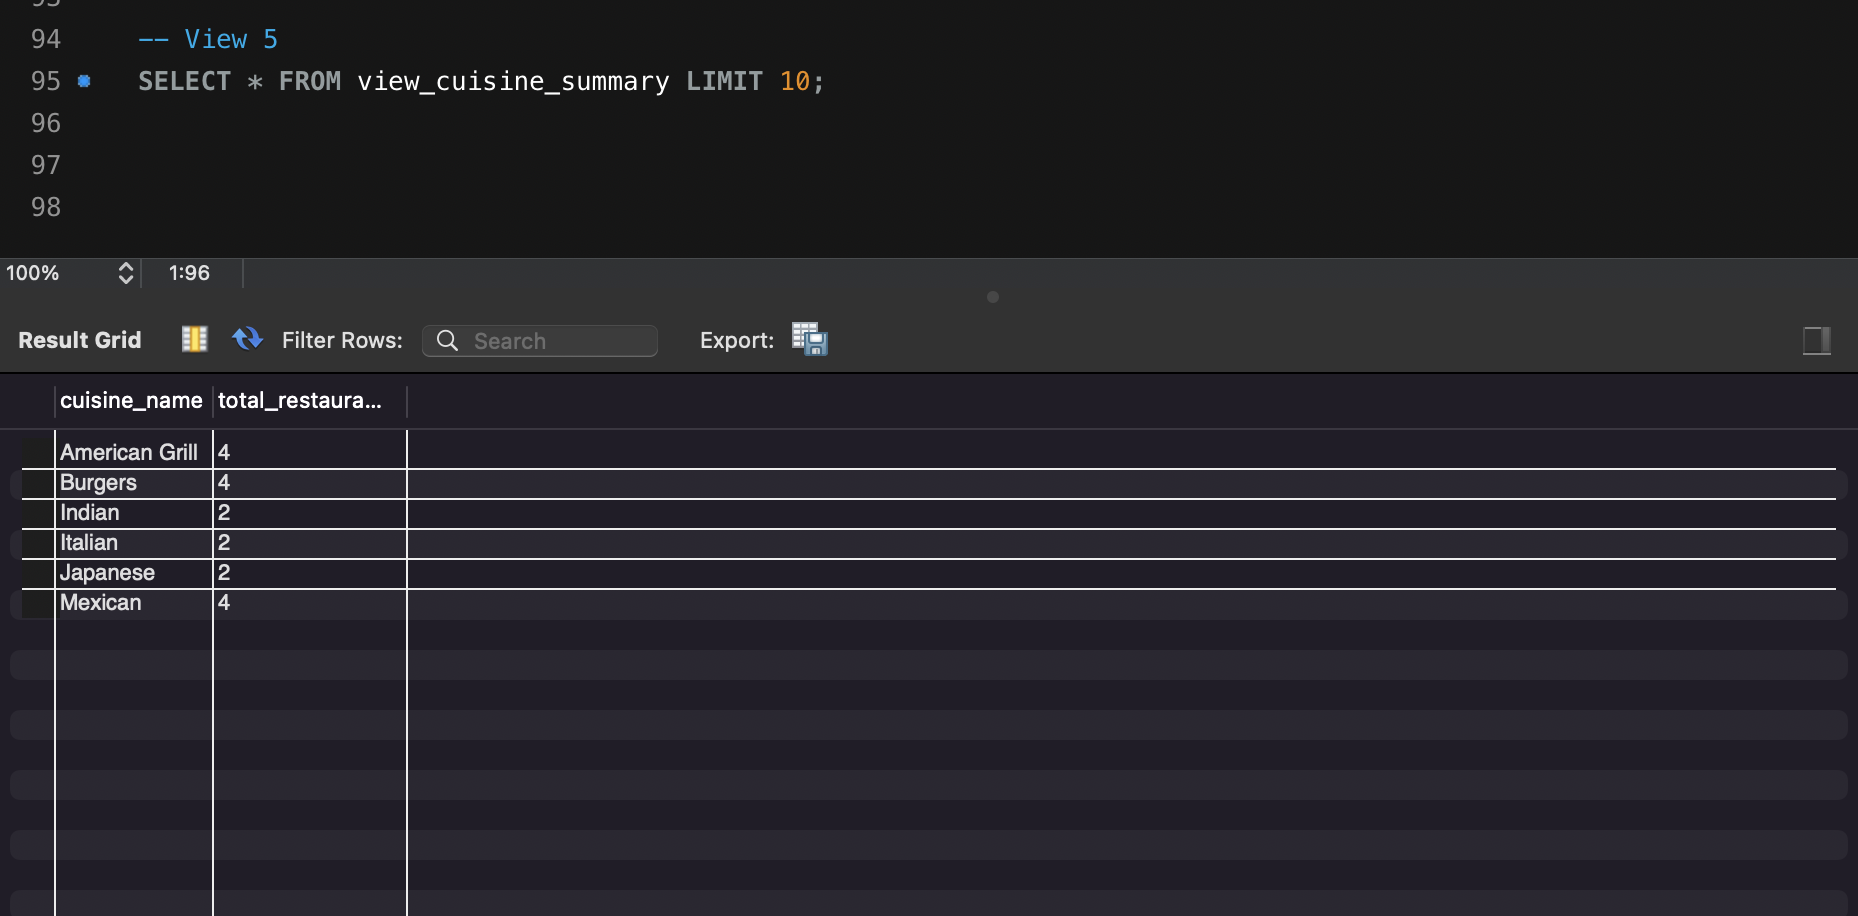 93
94 -- View 5
95 SELECT * FROM view_cuisine_summary LIMIT 10;
96
97
98
100% 1:96
Result Grid Filter Rows: Search Export:
cuisine_name total_restaura...
American Grill 4
Burgers 4
Indian 2
Italian 2
Japanese 2
Mexican 4